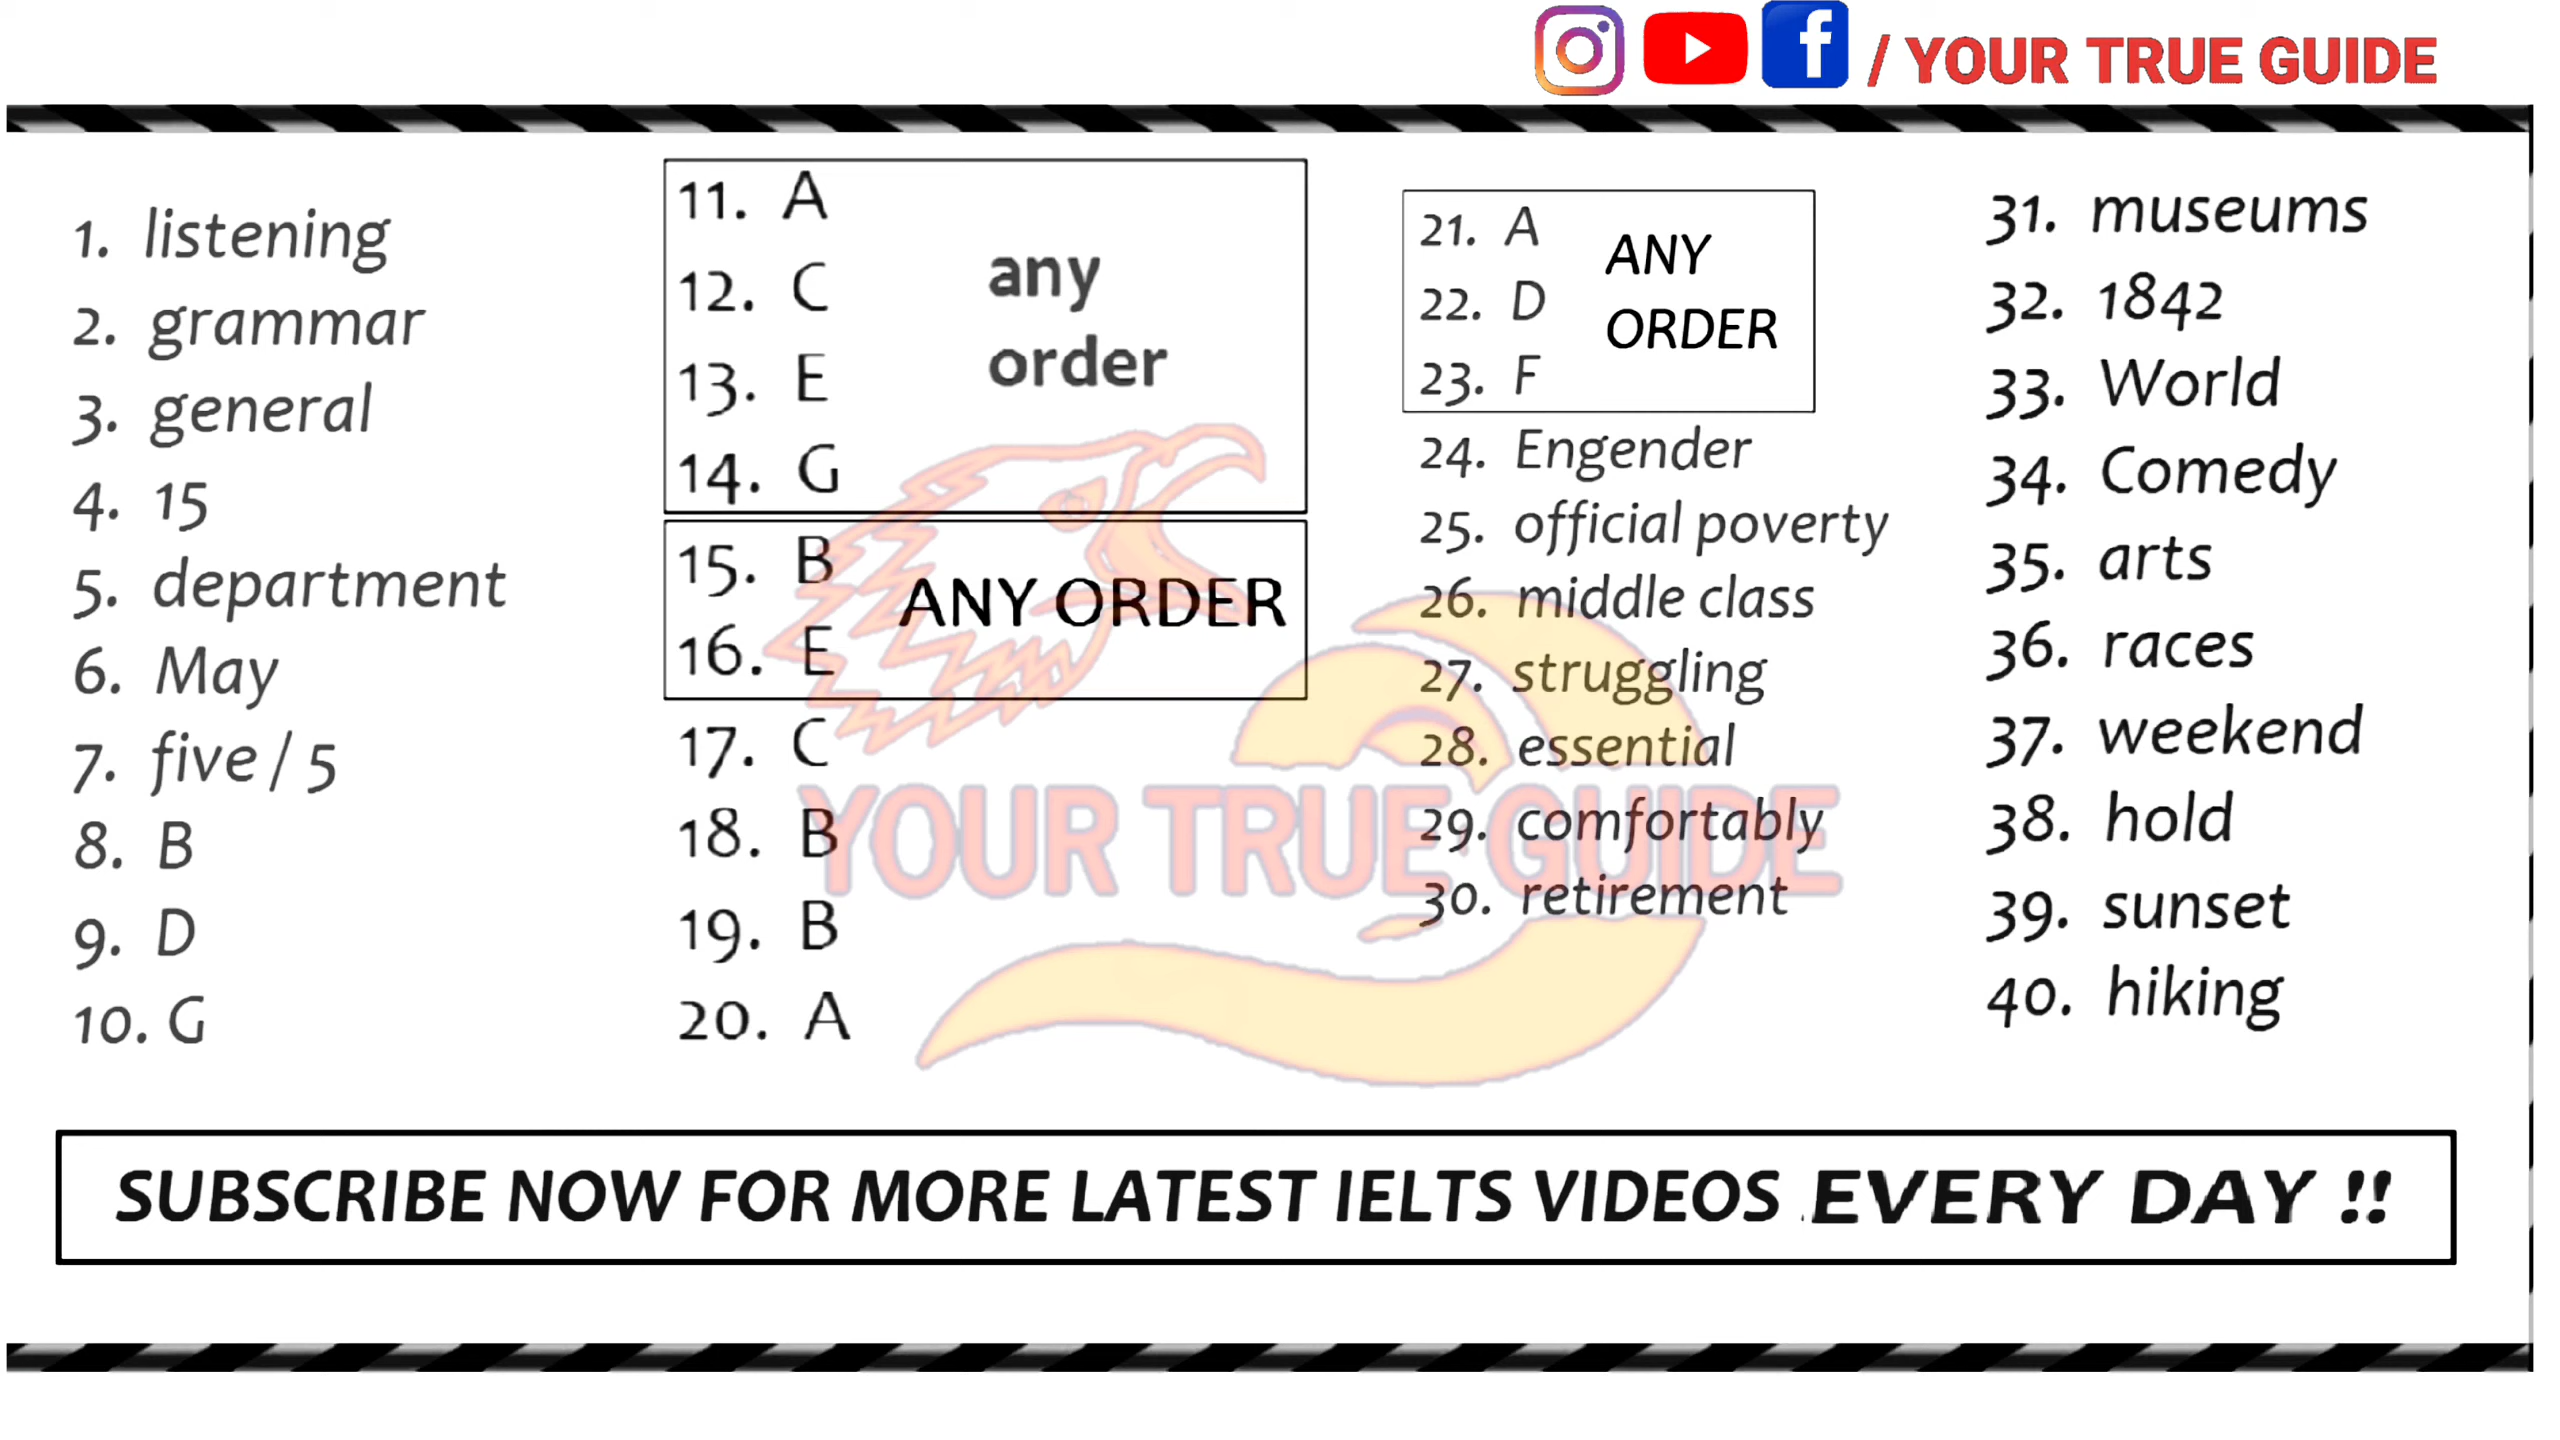 / YOUR TRUE GUIDE
1. listening
2. grammar
3. general
4. 15
5. department
6. May
7. five / 5
8. B
9. D
10. G
11. A
12. C
13. E
14. G
any
order
15. B
16. E
ANY ORDER
17. C
18. B
19. B
20. A
21. A
22. D
23. F
ANY
ORDER
24. Engender
25. official poverty
26. middle class
27. struggling
28. essential
29. comfortably
30. retirement
31. museums
32. 1842
33. World
34. Comedy
35. arts
36. races
37. weekend
38. hold
39. sunset
40. hiking
YOUR TRUE GUIDE
SUBSCRIBE NOW FOR MORE LATEST IELTS VIDEOS EVERY DAY !!